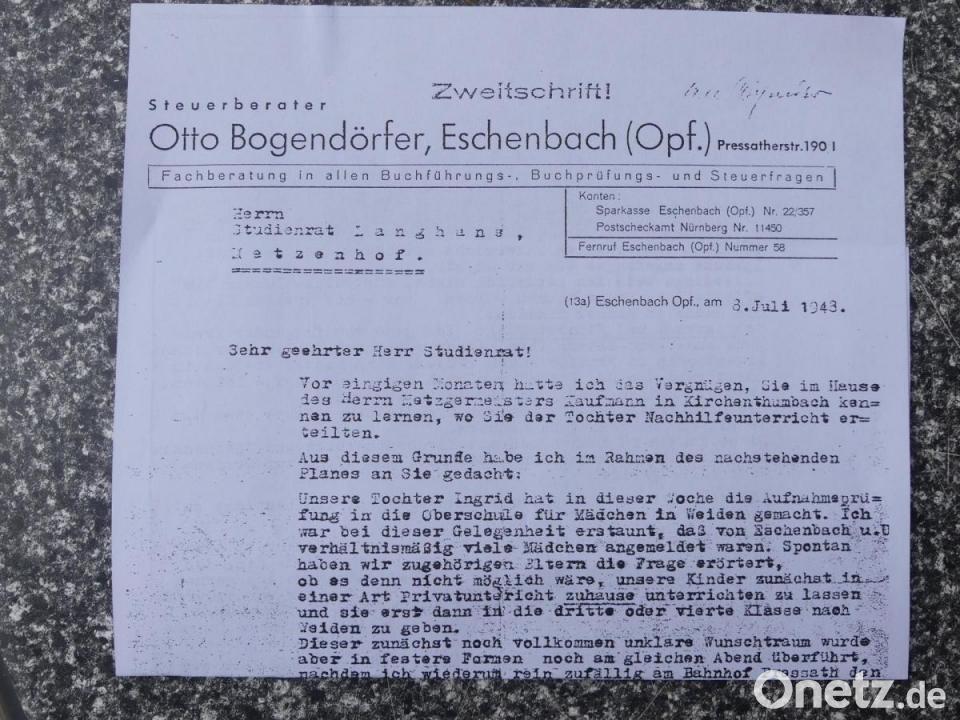 Zweitschrift!
Steuerberater
Otto Bogendörfer, Eschenbach (Opf.) Pressatherstr. 190 I
Fachberatung in allen Buchführungs-, Buchprüfungs- und Steuerfragen
Konten:
Sparkasse Eschenbach (Opf.) Nr. 22/357
Postscheckamt Nürnberg Nr. 11450
Fernruf Eschenbach (Opf.) Nummer 58
Herrn
Studienrat Langhans,
Metzenhof.
===================
(13a) Eschenbach Opf., am 8.Juli 1948.
Sehr geehrter Herr Studienrat!
Vor eingigen Monaten hatte ich das Vergnügen, Sie im Hause
des Herrn Metzgermeisters Kaufmann in Kirchenthumbach ken=
nen zu lernen, wo Sie der Tochter Nachhilfeunterricht er=
teilten.
Aus diesem Grunde habe ich im Rahmen des nachstehenden
Planes an Sie gedacht:
Unsere Tochter Ingrid hat in dieser Woche die Aufnahmeprü=
fung in die Oberschule für Mädchen in Weiden gemacht. Ich
war bei dieser Gelegenheit erstaunt, daß von Eschenbach u.U
verhältnismäßig viele Mädchen angemeldet waren. Spontan
haben wir zugehörigen Eltern die Frage erörtert,
ob es denn nicht möglich wäre, unsere Kinder zunächst in
einer Art Privatuntericht zuhause unterrichten zu lassen
und sie erst dann in die dritte oder vierte Klasse nach
Weiden zu geben.
Dieser zunächst noch vollkommen unklare Wunschtraum wurde
aber in festere Formen noch am gleichen Abend überführt,
nachdem ich wiederum rein zufällig am Bahnhof Pressath den
Onetz.de